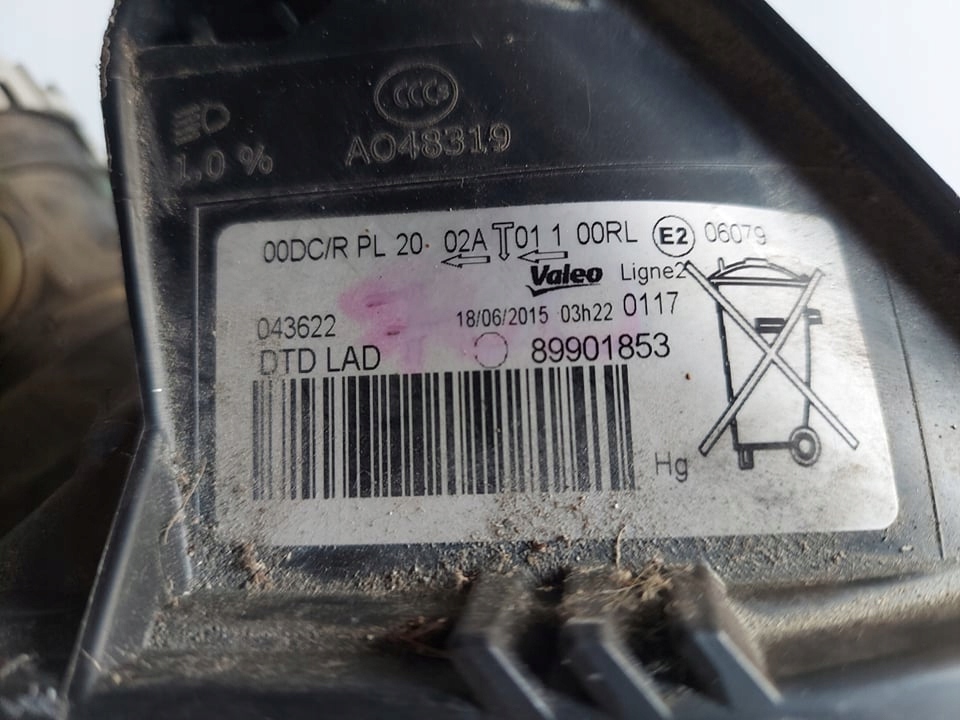 CCC
A048319
1.0 %
00DC/R PL 20 02A T 01 1 00RL E2 06079
Valeo Ligne2
043622 18/06/2015 03h22 0117
DTD LAD 89901853
Hg